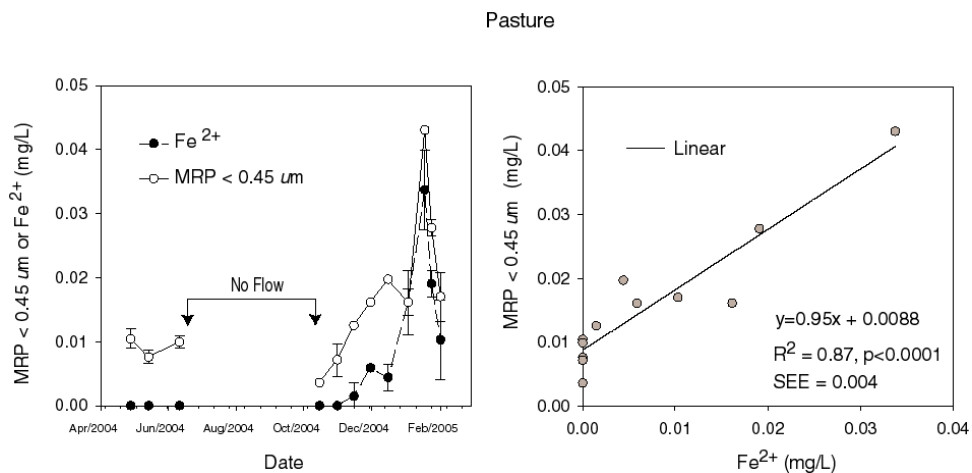 Pasture
MRP < 0.45 um or Fe2+ (mg/L)
0.05
0.04
0.03
0.02
0.01
0.00
Fe 2+
MRP < 0.45 um
No Flow
Apr/2004 Jun/2004 Aug/2004 Oct/2004 Dec/2004 Feb/2005
Date
MRP < 0.45 um (mg/L)
0.05
0.04
0.03
0.02
0.01
0.00
Linear
y=0.95x + 0.0088
R2 = 0.87, p<0.0001
SEE = 0.004
0.00 0.01 0.02 0.03 0.04
Fe2+ (mg/L)